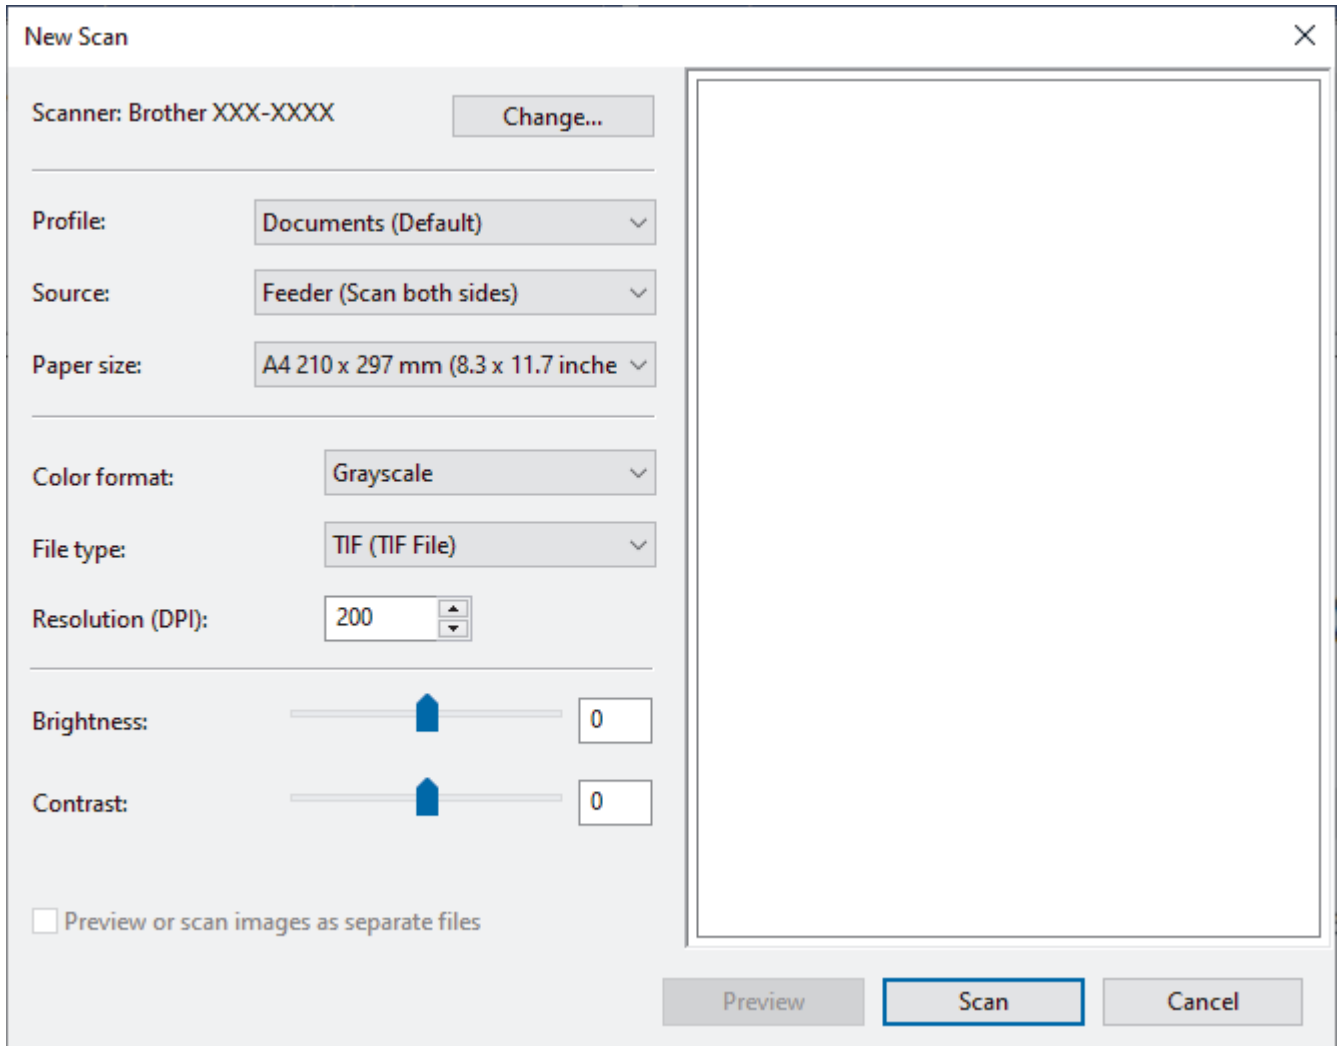 New Scan
Scanner: Brother XXX-XXXX
Change...
Profile:
Documents (Default)
Source:
Feeder (Scan both sides)
Paper size:
A4 210 x 297 mm (8.3 x 11.7 inche
Color format:
Grayscale
File type:
TIF (TIF File)
Resolution (DPI):
200
Brightness:
0
Contrast:
0
Preview or scan images as separate files
Preview
Scan
Cancel